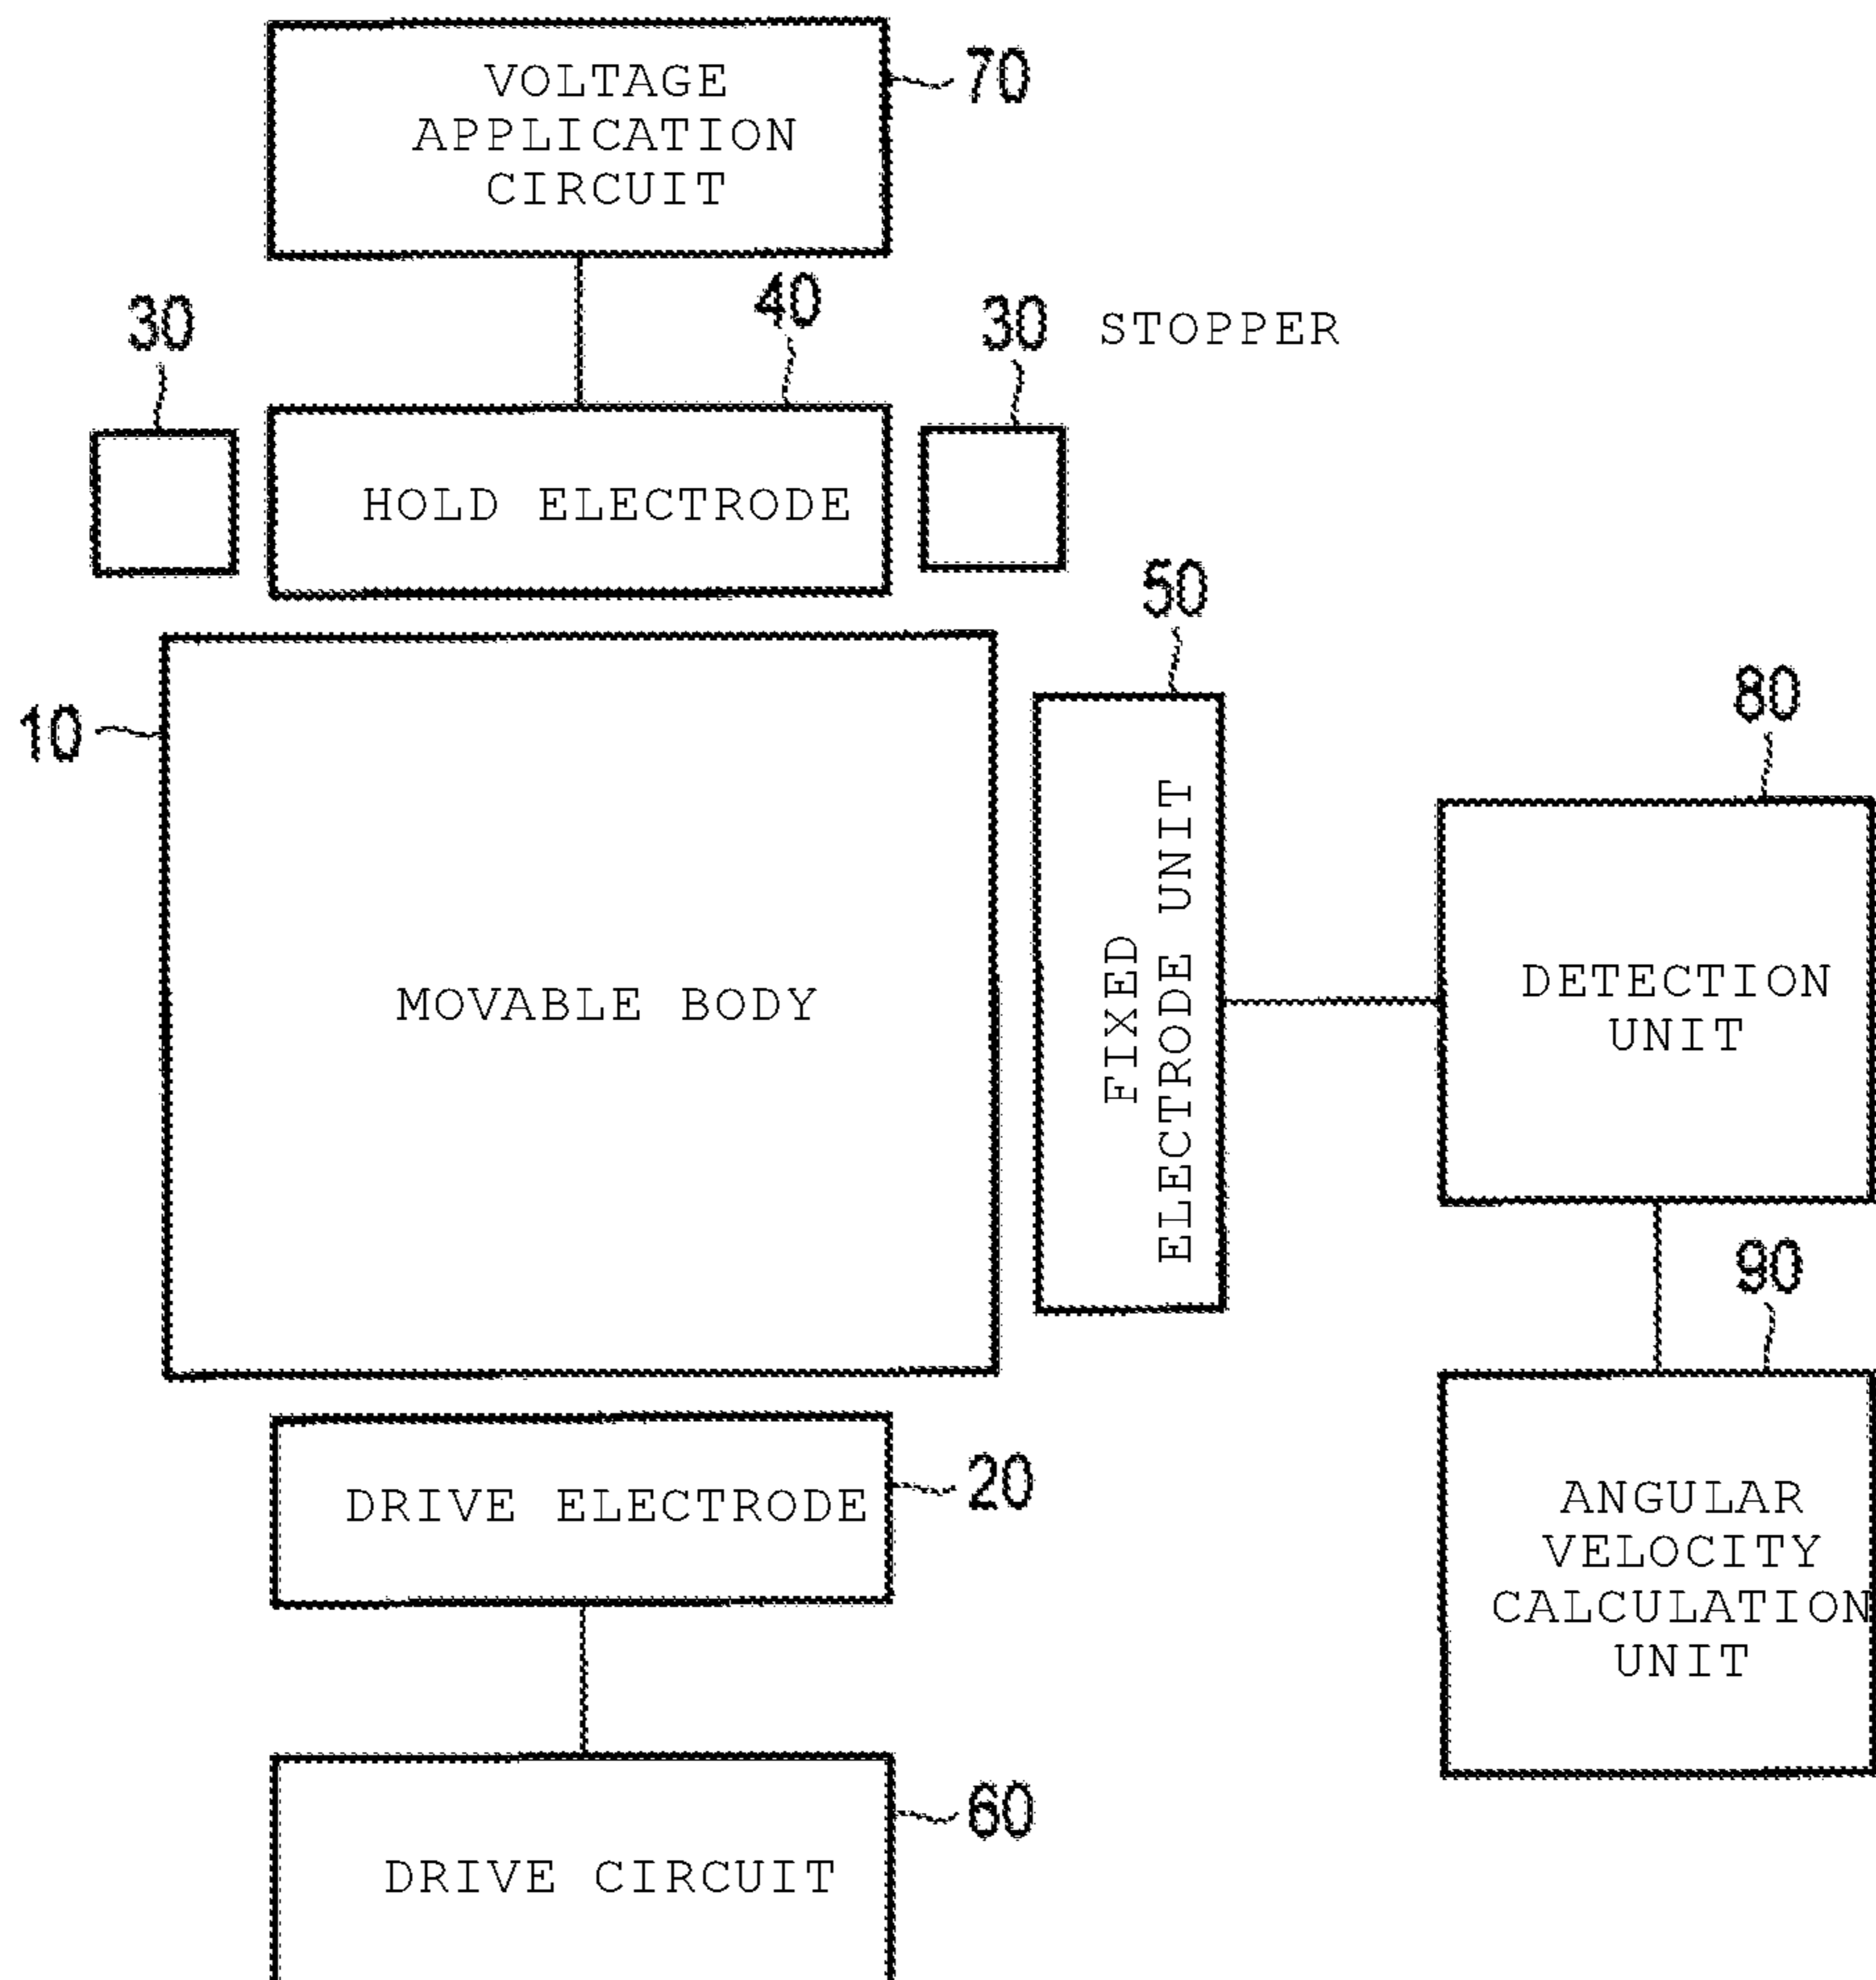 VOLTAGE
APPLICATION
CIRCUIT
70
30
40
30 STOPPER
HOLD ELECTRODE
50
10
MOVABLE BODY
FIXED
ELECTRODE UNIT
80
DETECTION
UNIT
90
DRIVE ELECTRODE
20
ANGULAR
VELOCITY
CALCULATION
UNIT
60
DRIVE CIRCUIT